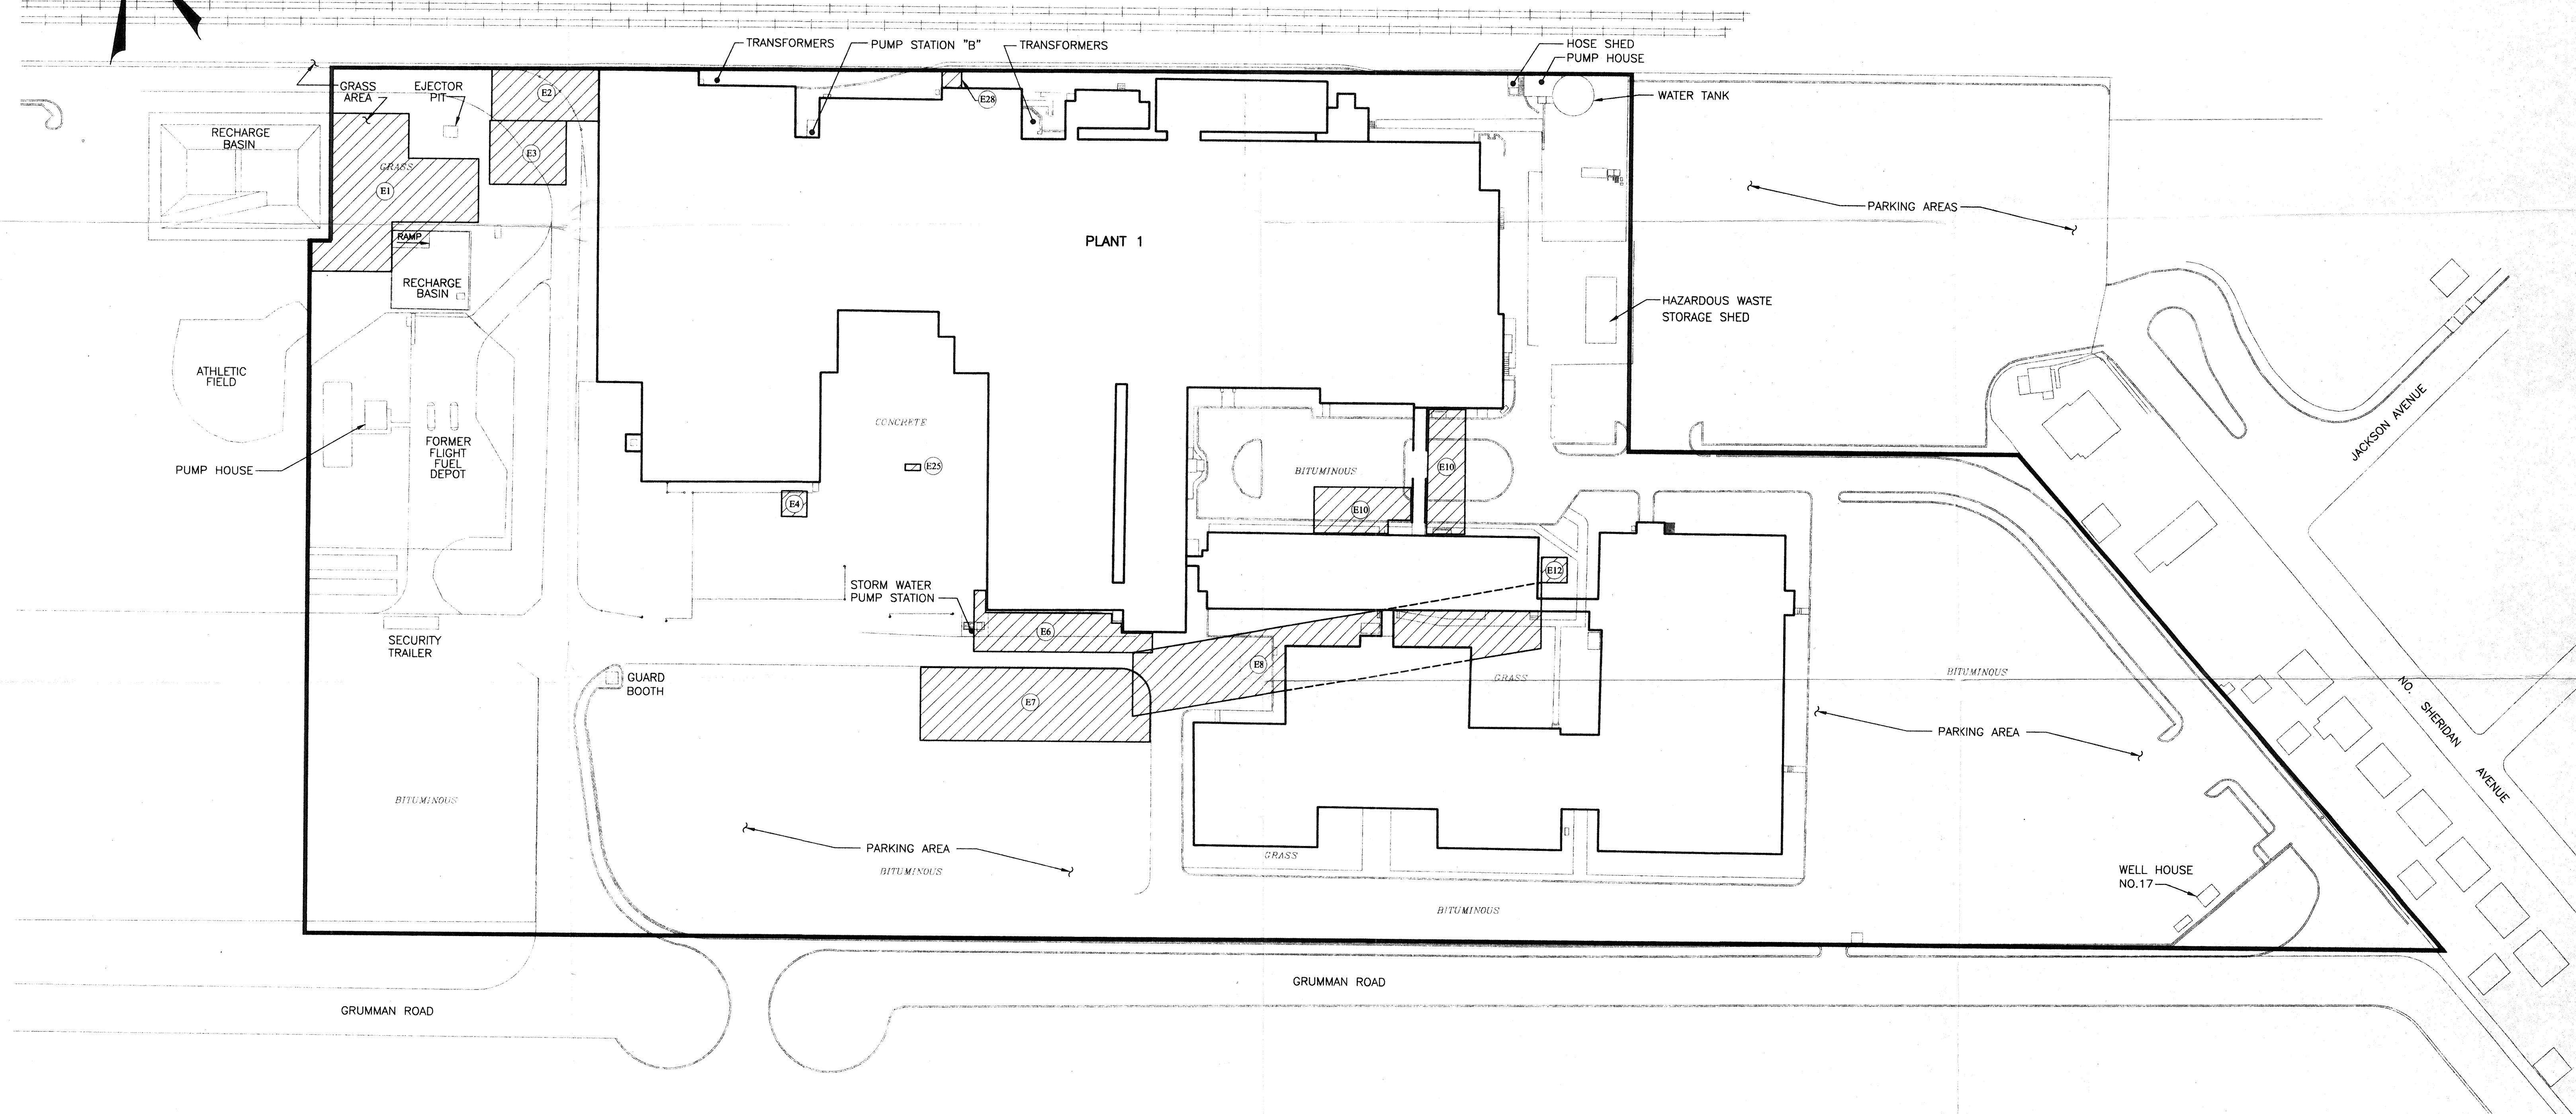 TRANSFORMERS
PUMP STATION "B"
TRANSFORMERS
HOSE SHED
PUMP HOUSE
WATER TANK
GRASS
AREA
EJECTOR
PIT
E2
E28
RECHARGE
BASIN
E3
GRASS
E1
PARKING AREAS
RAMP
PLANT 1
RECHARGE
BASIN
HAZARDOUS WASTE
STORAGE SHED
ATHLETIC
FIELD
JACKSON AVENUE
CONCRETE
FORMER
FLIGHT
FUEL
DEPOT
PUMP HOUSE
E25
BITUMINOUS
E10
E4
E10
E12
STORM WATER
PUMP STATION
SECURITY
TRAILER
E6
E8
GUARD
BOOTH
GRASS
BITUMINOUS
NO. SHERIDAN AVENUE
E7
PARKING AREA
BITUMINOUS
PARKING AREA
GRASS
BITUMINOUS
WELL HOUSE
NO.17
BITUMINOUS
GRUMMAN ROAD
GRUMMAN ROAD